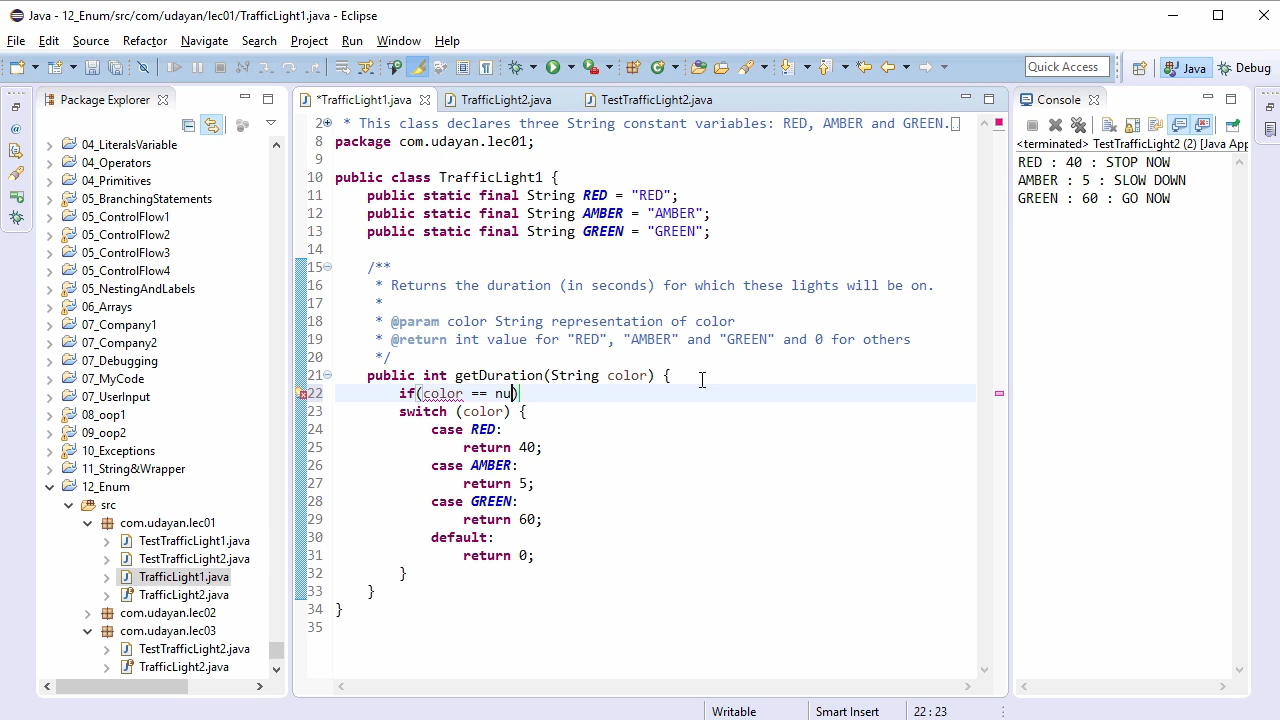 Java - 12_Enum/src/com/udayan/lec01/TrafficLight1.java - Eclipse
File Edit Source Refactor Navigate Search Project Run Window Help
Quick Access Java Debug
Package Explorer
04_LiteralsVariable
04_Operators
04_Primitives
05_BranchingStatements
05_ControlFlow1
05_ControlFlow2
05_ControlFlow3
05_ControlFlow4
05_NestingAndLabels
06_Arrays
07_Company1
07_Company2
07_Debugging
07_MyCode
07_UserInput
08_oop1
09_oop2
10_Exceptions
11_String&Wrapper
12_Enum
src
com.udayan.lec01
TestTrafficLight1.java
TestTrafficLight2.java
TrafficLight1.java
TrafficLight2.java
com.udayan.lec02
com.udayan.lec03
TestTrafficLight2.java
TrafficLight2.java
*TrafficLight1.java TrafficLight2.java TestTrafficLight2.java
2 * This class declares three String constant variables: RED, AMBER and GREEN.
8 package com.udayan.lec01;
9
10 public class TrafficLight1 {
11 public static final String RED = "RED";
12 public static final String AMBER = "AMBER";
13 public static final String GREEN = "GREEN";
14
15 /**
16 * Returns the duration (in seconds) for which these lights will be on.
17 *
18 * @param color String representation of color
19 * @return int value for "RED", "AMBER" and "GREEN" and 0 for others
20 */
21 public int getDuration(String color) {
22 if(color == nu)
23 switch (color) {
24 case RED:
25 return 40;
26 case AMBER:
27 return 5;
28 case GREEN:
29 return 60;
30 default:
31 return 0;
32 }
33 }
34 }
35
Console
<terminated> TestTrafficLight2 (2) [Java App
RED : 40 : STOP NOW
AMBER : 5 : SLOW DOWN
GREEN : 60 : GO NOW
Writable Smart Insert 22 : 23